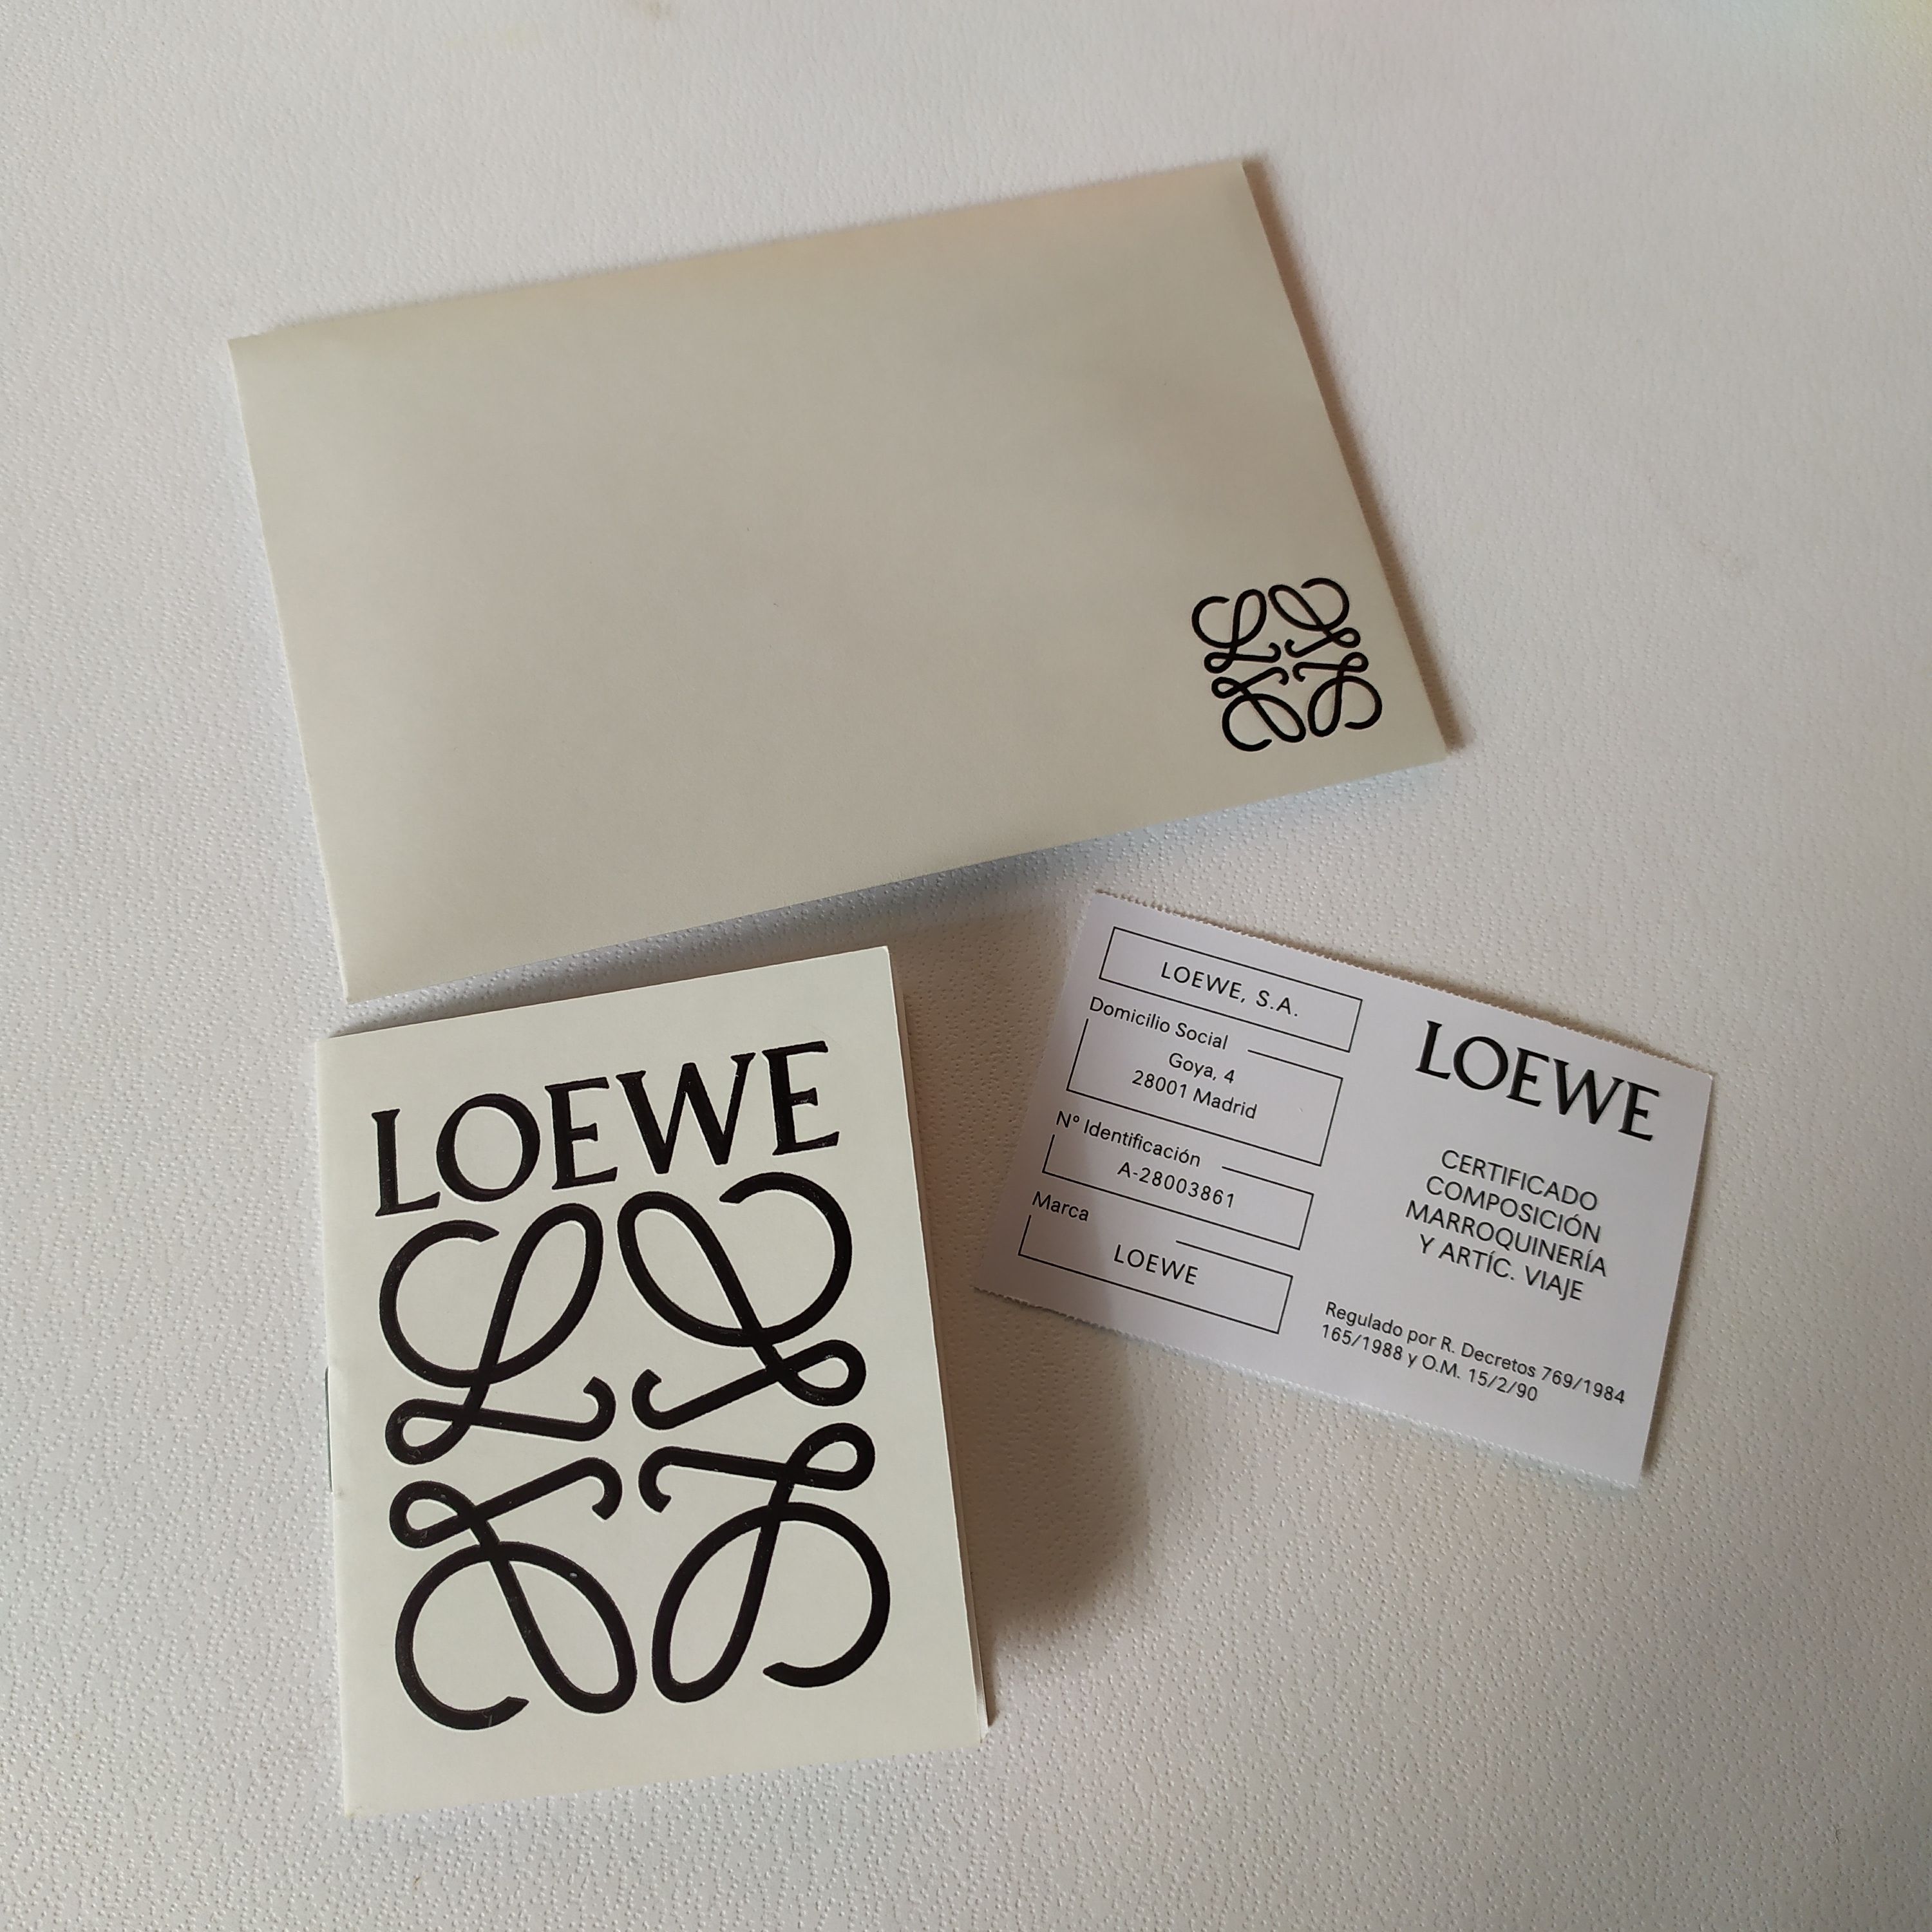 LOEWE
LOEWE, S.A.
Domicilio Social
Goya, 4
28001 Madrid
Nº Identificación
A-28003861
Marca
LOEWE
LOEWE
CERTIFICADO
COMPOSICIÓN
MARROQUINERÍA
Y ARTÍC. VIAJE
Regulado por R. Decretos 769/1984
165/1988 y O.M. 15/2/90